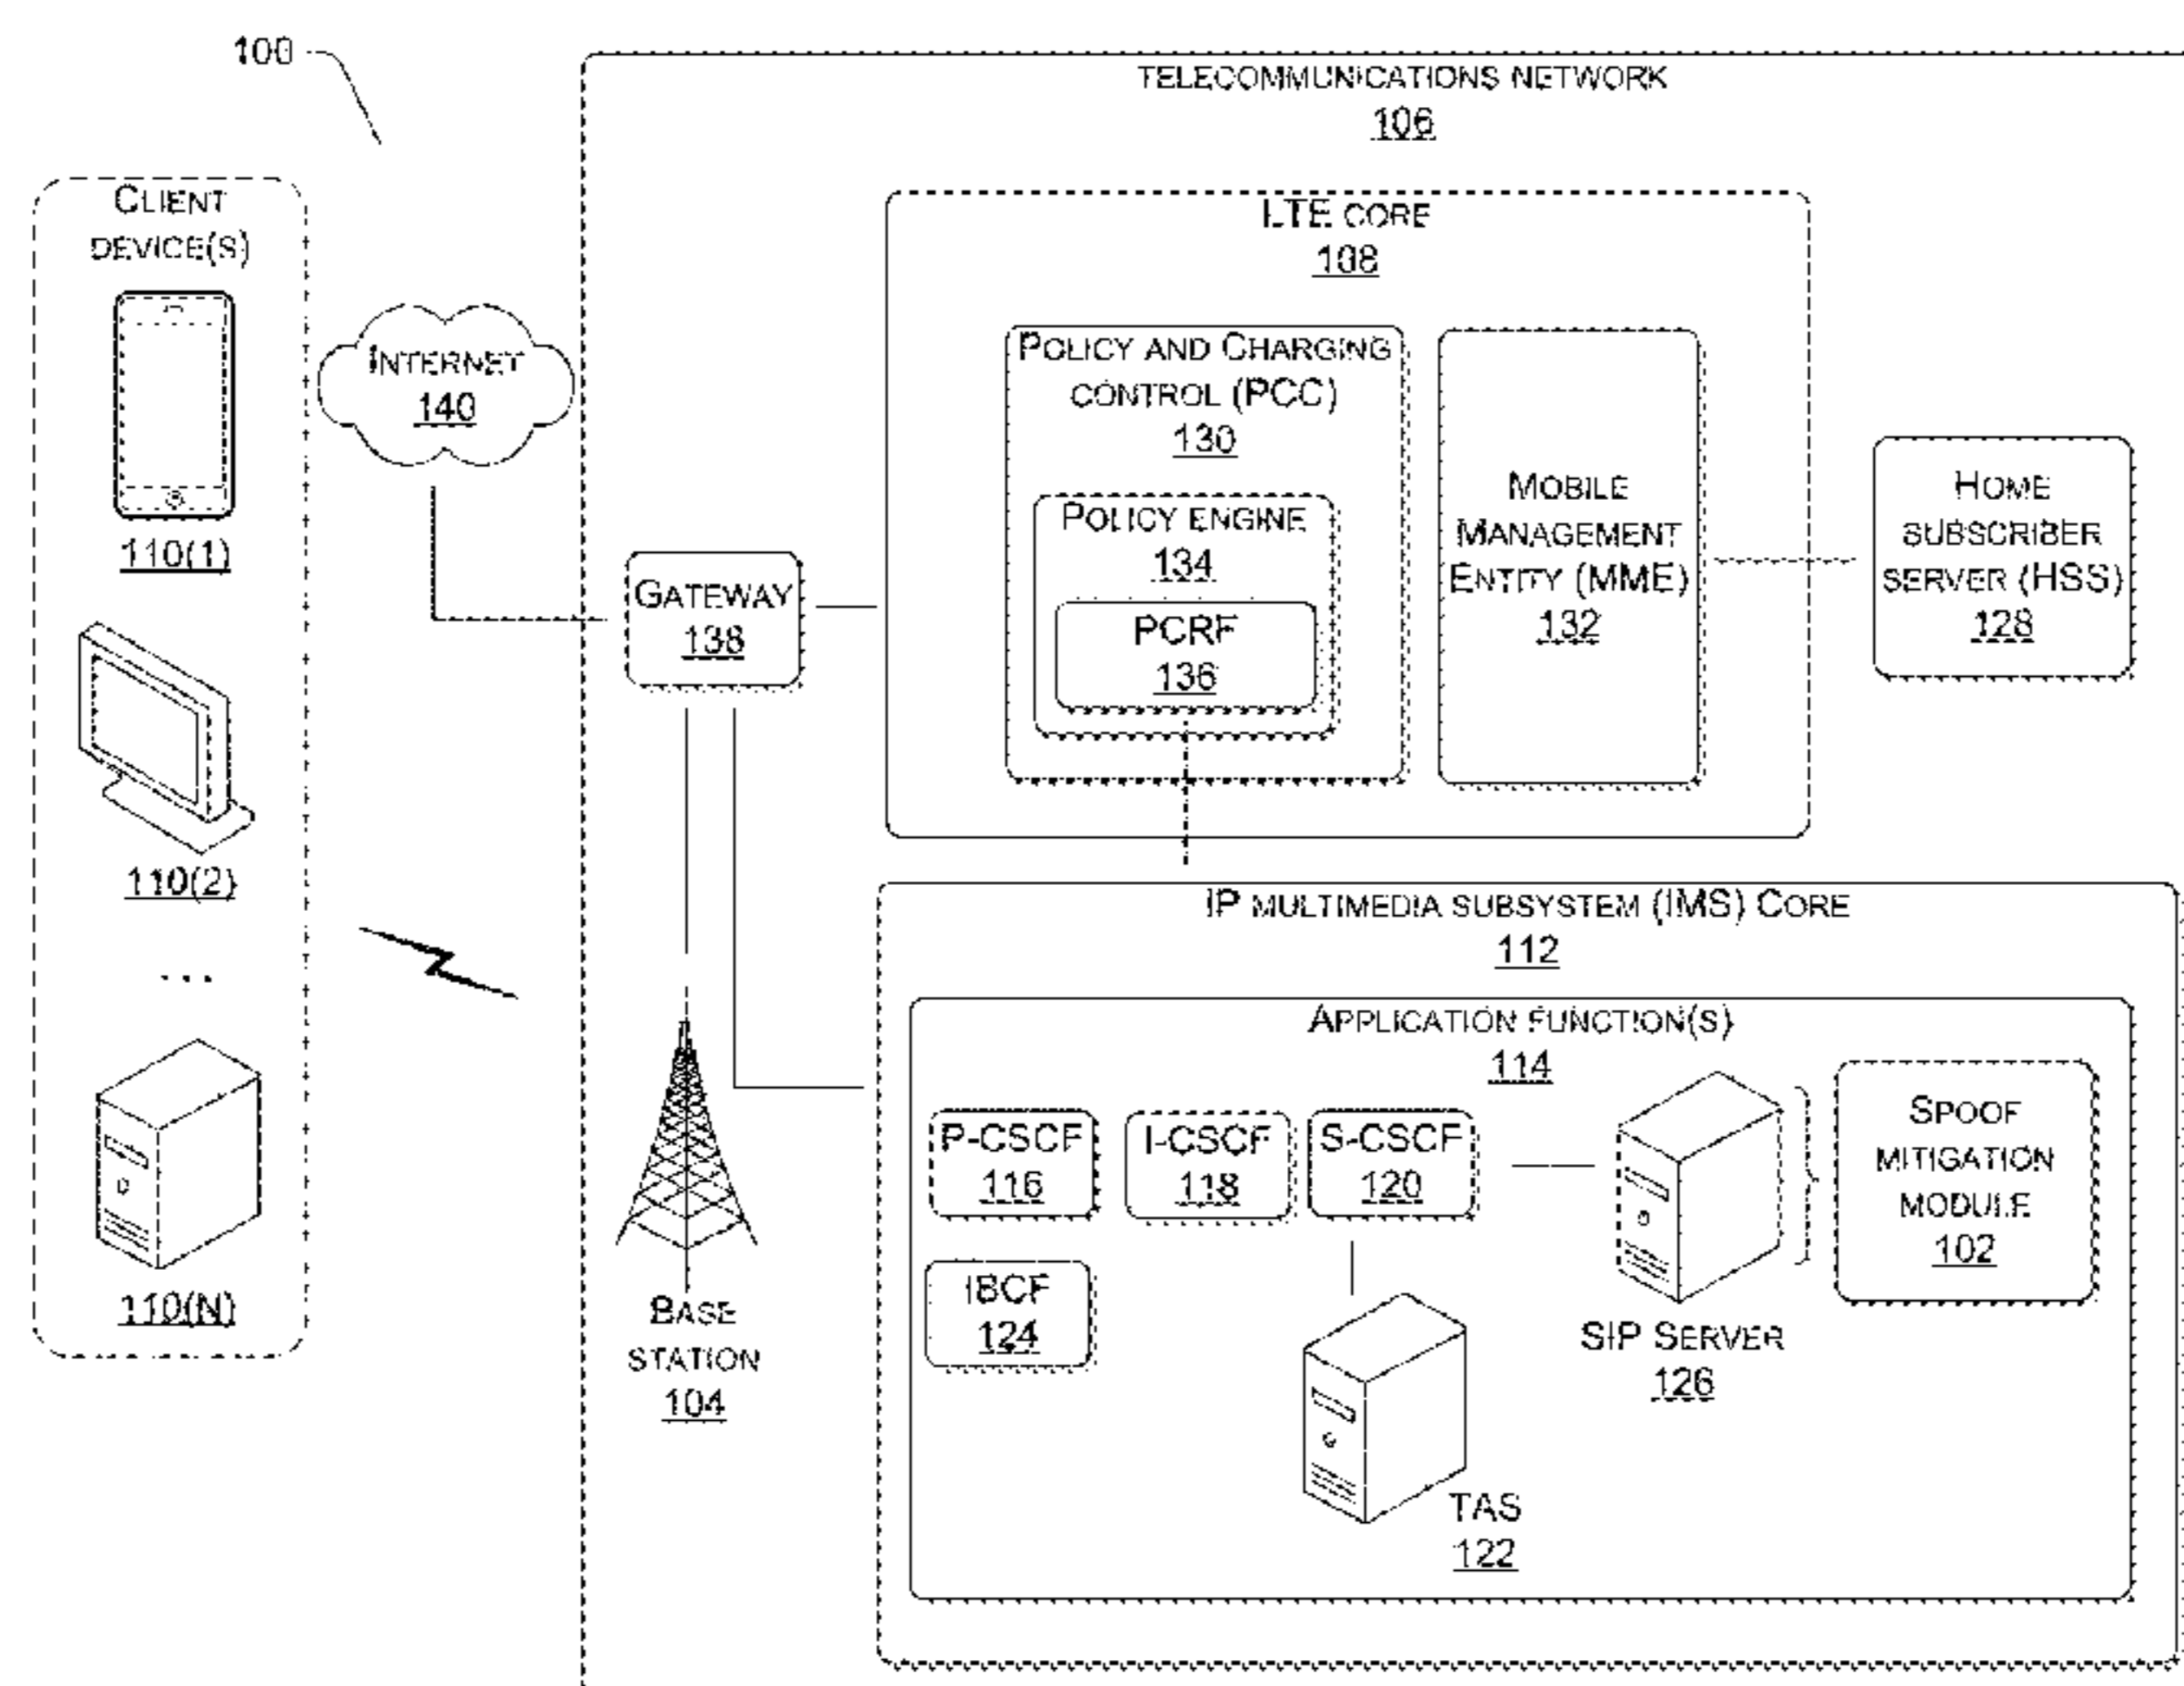 100
TELECOMMUNICATIONS NETWORK
106
CLIENT
DEVICE(S)
110(1)
110(2)
...
110(N)
INTERNET
140
GATEWAY
138
BASE
STATION
104
LTE CORE
108
POLICY AND CHARGING
CONTROL (PCC)
130
POLICY ENGINE
134
PCRF
136
MOBILE
MANAGEMENT
ENTITY (MME)
132
HOME
SUBSCRIBER
SERVER (HSS)
128
IP MULTIMEDIA SUBSYSTEM (IMS) CORE
112
APPLICATION FUNCTION(S)
114
P-CSCF
116
I-CSCF
118
S-CSCF
120
IBCF
124
TAS
122
SIP SERVER
126
SPOOF
MITIGATION
MODULE
102